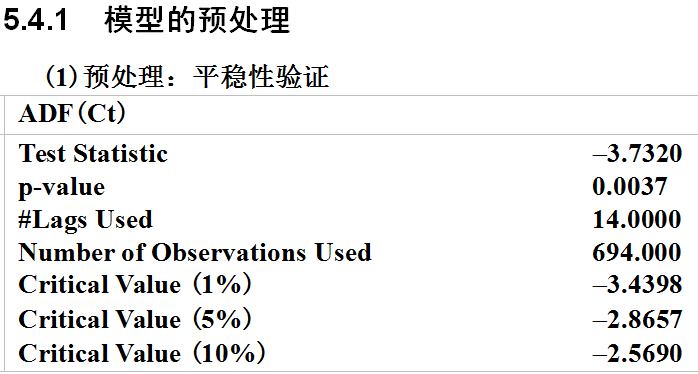 5.4.1 模型的预处理
(1)预处理：平稳性验证
ADF(Ct)
Test Statistic –3.7320
p-value 0.0037
#Lags Used 14.0000
Number of Observations Used 694.000
Critical Value (1%) –3.4398
Critical Value (5%) –2.8657
Critical Value (10%) –2.5690